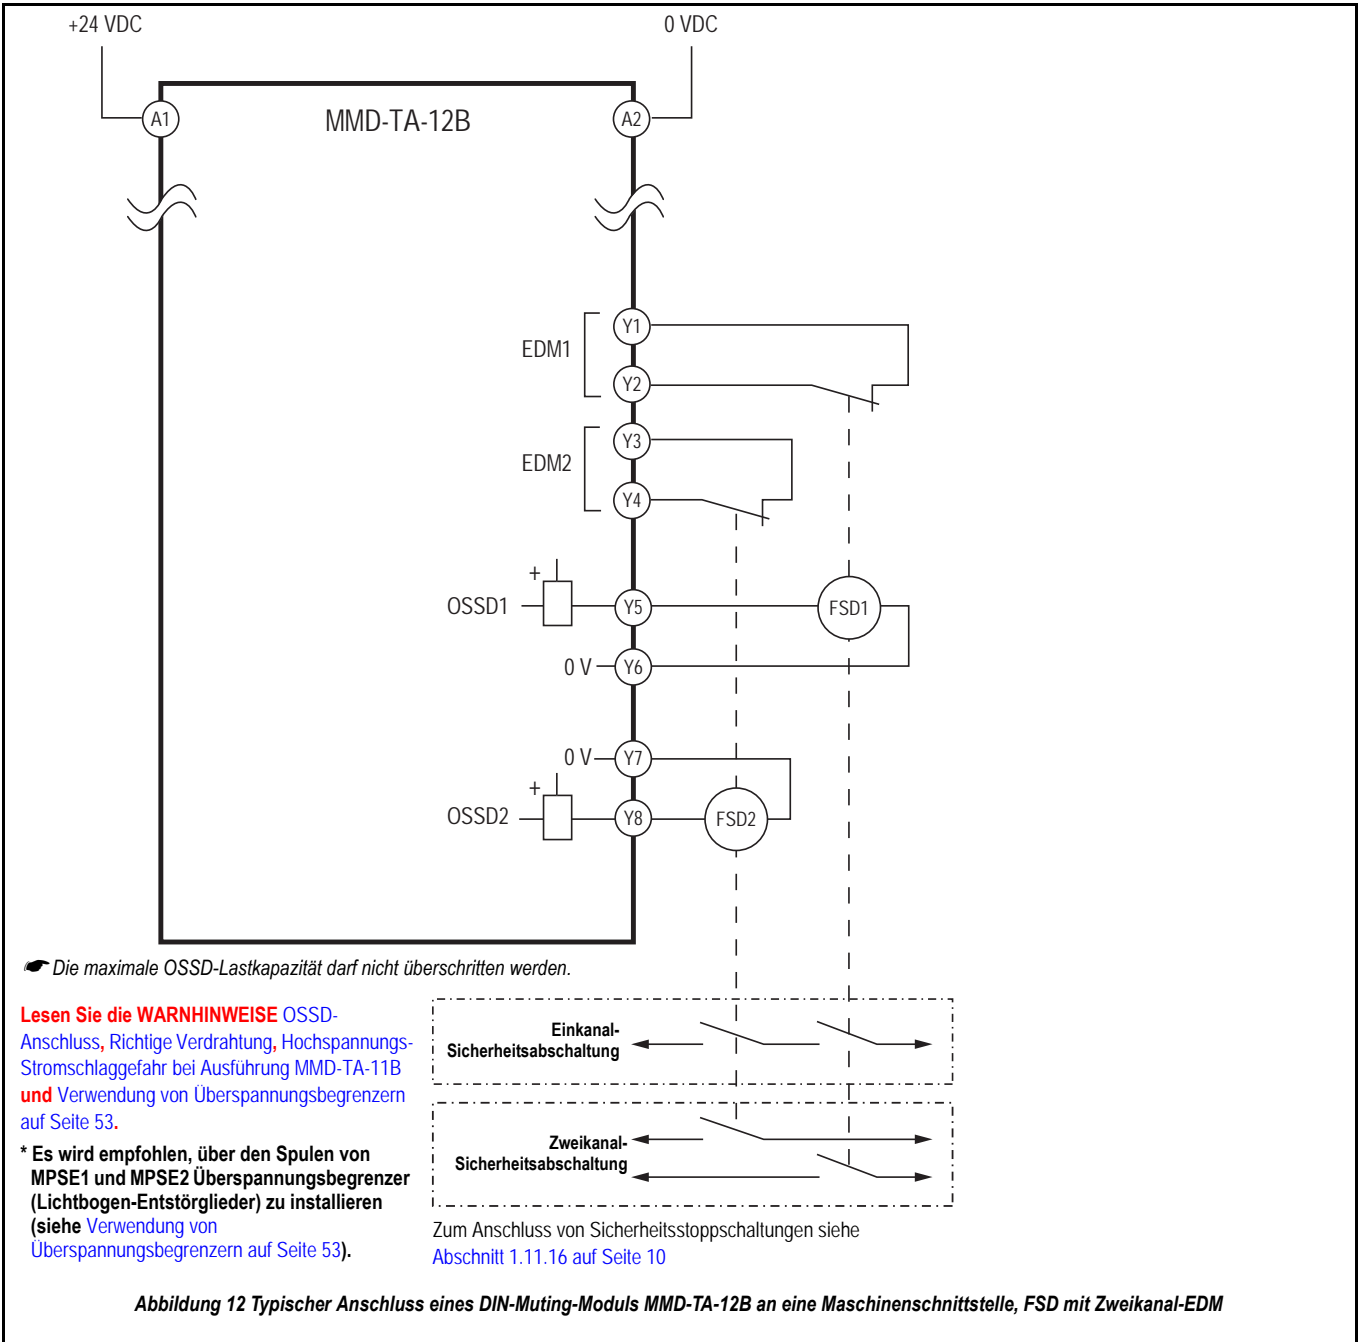 +24 VDC
0 VDC
A1
MMD-TA-12B
A2
Y1
EDM1
Y2
Y3
EDM2
Y4
+
OSSD1
Y5
FSD1
0 V
Y6
0 V
Y7
+
OSSD2
Y8
FSD2
☛ Die maximale OSSD-Lastkapazität darf nicht überschritten werden.
Lesen Sie die WARNHINWEISE OSSD-
Anschluss, Richtige Verdrahtung, Hochspannungs-
Stromschlaggefahr bei Ausführung MMD-TA-11B
und Verwendung von Überspannungsbegrenzern
auf Seite 53.
* Es wird empfohlen, über den Spulen von
MPSE1 und MPSE2 Überspannungsbegrenzer
(Lichtbogen-Entstörglieder) zu installieren
(siehe Verwendung von
Überspannungsbegrenzern auf Seite 53).
Einkanal-
Sicherheitsabschaltung
Zweikanal-
Sicherheitsabschaltung
Zum Anschluss von Sicherheitsstoppschaltungen siehe
Abschnitt 1.11.16 auf Seite 10
Abbildung 12 Typischer Anschluss eines DIN-Muting-Moduls MMD-TA-12B an eine Maschinenschnittstelle, FSD mit Zweikanal-EDM